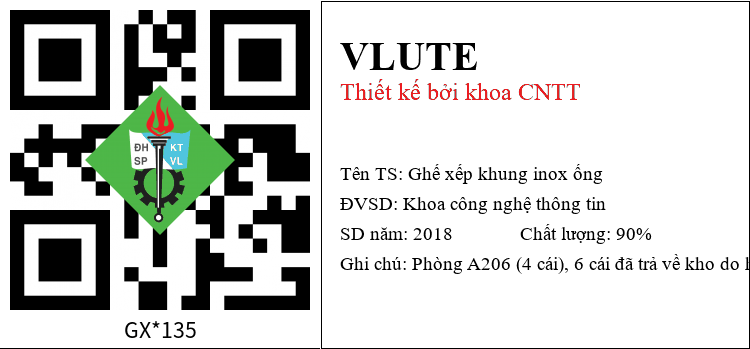 ĐH KT
SP VL
GX*135
VLUTE
Thiết kế bởi khoa CNTT
Tên TS: Ghế xếp khung inox ống
ĐVSD: Khoa công nghệ thông tin
SD năm: 2018 Chất lượng: 90%
Ghi chú: Phòng A206 (4 cái), 6 cái đã trả về kho do